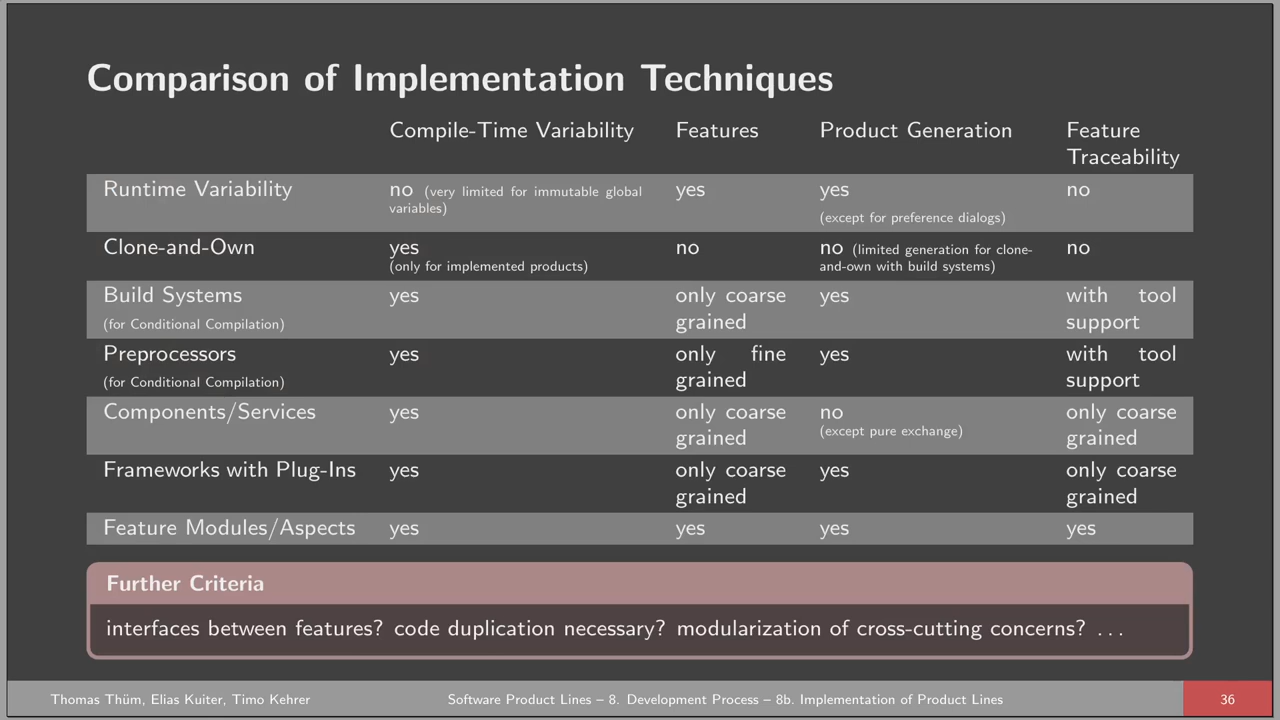 Comparison of Implementation Techniques
Compile-Time Variability Features Product Generation Feature
Traceability
Runtime Variability no (very limited for immutable global yes yes no
variables) (except for preference dialogs)
Clone-and-Own yes no no (limited generation for clone- no
(only for implemented products) and-own with build systems)
Build Systems yes only coarse yes with tool
(for Conditional Compilation) grained support
Preprocessors yes only fine yes with tool
(for Conditional Compilation) grained support
Components/Services yes only coarse no only coarse
grained (except pure exchange) grained
Frameworks with Plug-Ins yes only coarse yes only coarse
grained grained
Feature Modules/Aspects yes yes yes yes
Further Criteria
interfaces between features? code duplication necessary? modularization of cross-cutting concerns? ...
Thomas Thüm, Elias Kuiter, Timo Kehrer Software Product Lines – 8. Development Process – 8b. Implementation of Product Lines 36